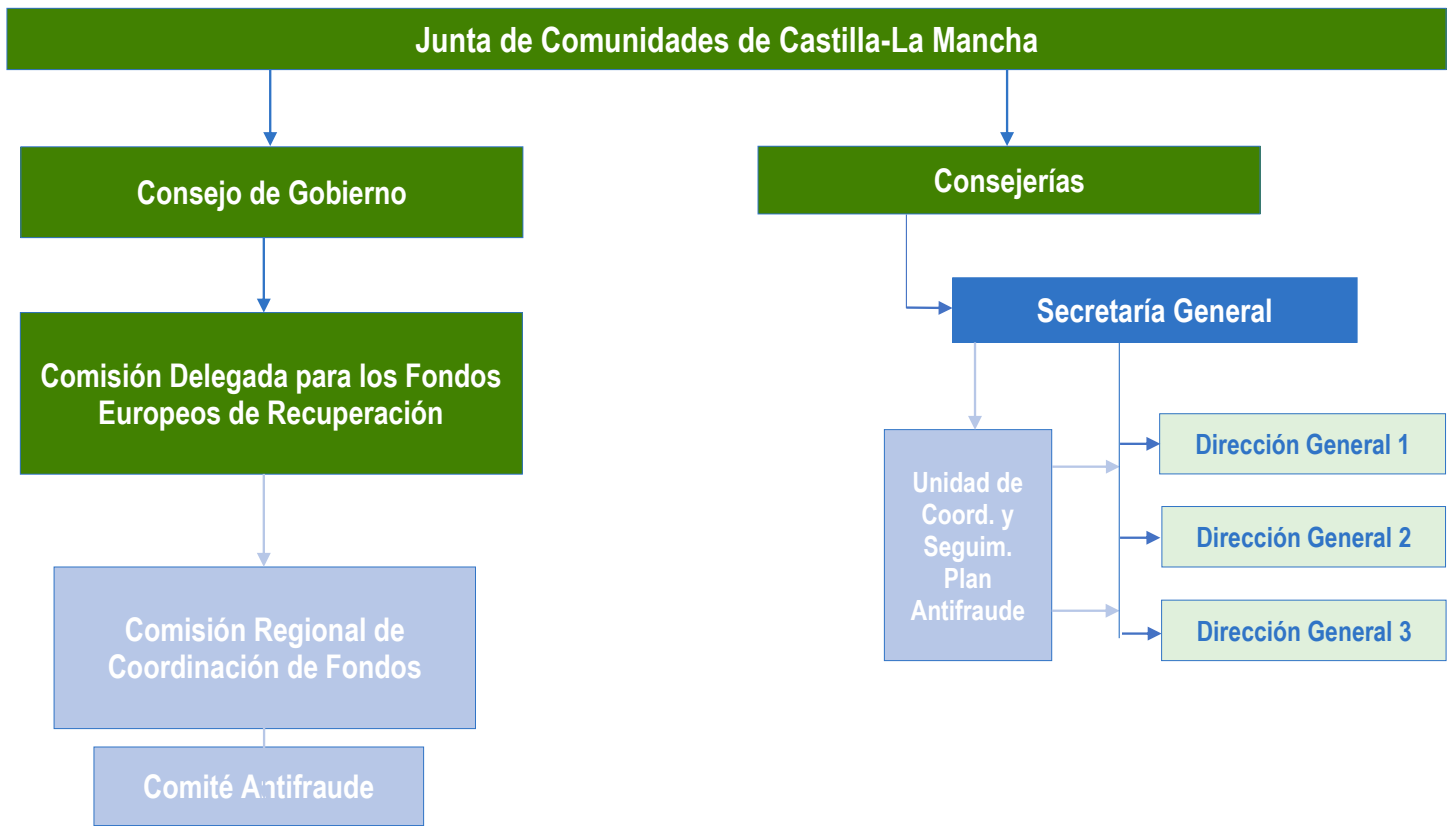 Junta de Comunidades de Castilla-La Mancha
Consejo de Gobierno
Comisión Delegada para los Fondos
Europeos de Recuperación
Comisión Regional de
Coordinación de Fondos
Comité Antifraude
Consejerías
Secretaría General
Unidad de
Coord. y
Seguim.
Plan
Antifraude
Dirección General 1
Dirección General 2
Dirección General 3